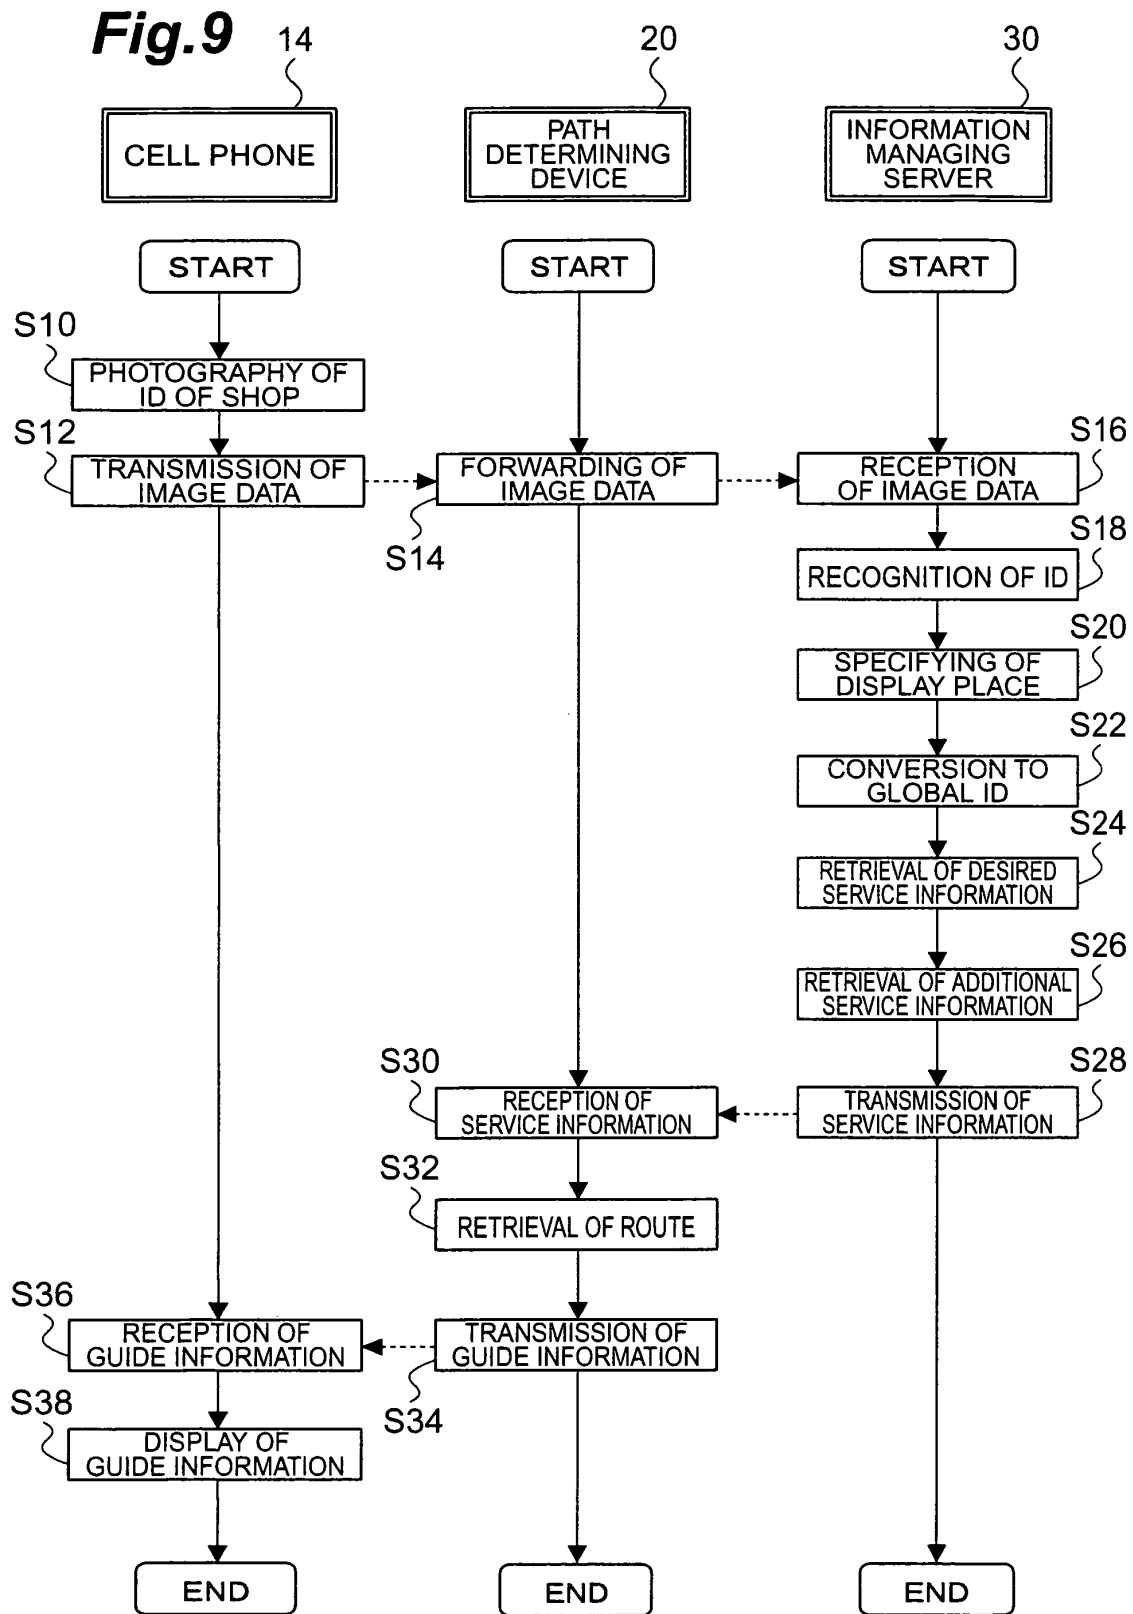 Fig.9
14
20
30
CELL PHONE
PATH
DETERMINING
DEVICE
INFORMATION
MANAGING
SERVER
START
START
START
S10
PHOTOGRAPHY OF
ID OF SHOP
S12
TRANSMISSION OF
IMAGE DATA
FORWARDING OF
IMAGE DATA
S14
RECEPTION
OF IMAGE DATA
S16
RECOGNITION OF ID
S18
SPECIFYING OF
DISPLAY PLACE
S20
CONVERSION TO
GLOBAL ID
S22
RETRIEVAL OF DESIRED
SERVICE INFORMATION
S24
RETRIEVAL OF ADDITIONAL
SERVICE INFORMATION
S26
TRANSMISSION OF
SERVICE INFORMATION
S28
S30
RECEPTION OF
SERVICE INFORMATION
S32
RETRIEVAL OF ROUTE
TRANSMISSION OF
GUIDE INFORMATION
S34
S36
RECEPTION OF
GUIDE INFORMATION
S38
DISPLAY OF
GUIDE INFORMATION
END
END
END